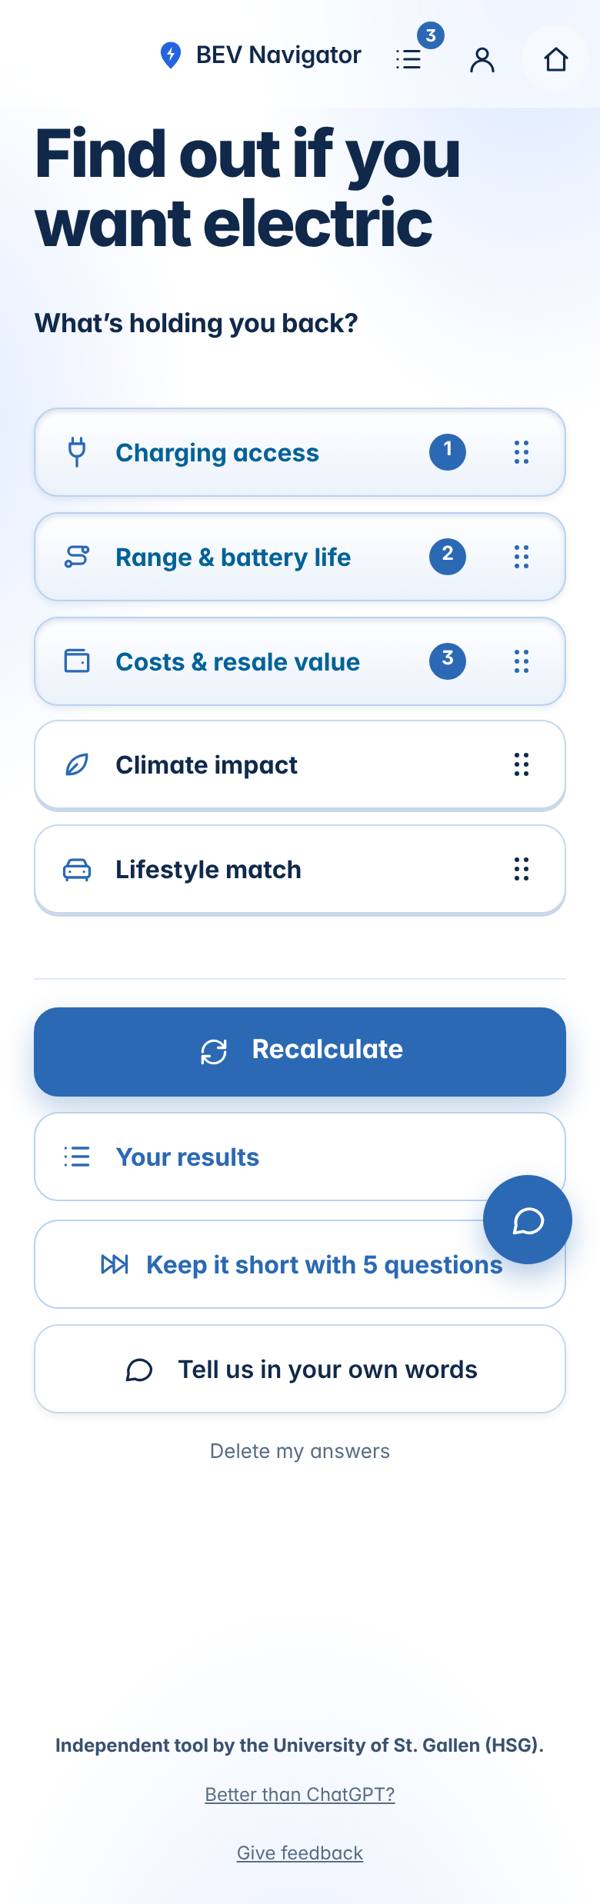 BEV Navigator
3
Find out if you
want electric
What’s holding you back?
Charging access 1
Range & battery life 2
Costs & resale value 3
Climate impact
Lifestyle match
Recalculate
Your results
Keep it short with 5 questions
Tell us in your own words
Delete my answers
Independent tool by the University of St. Gallen (HSG).
Better than ChatGPT?
Give feedback